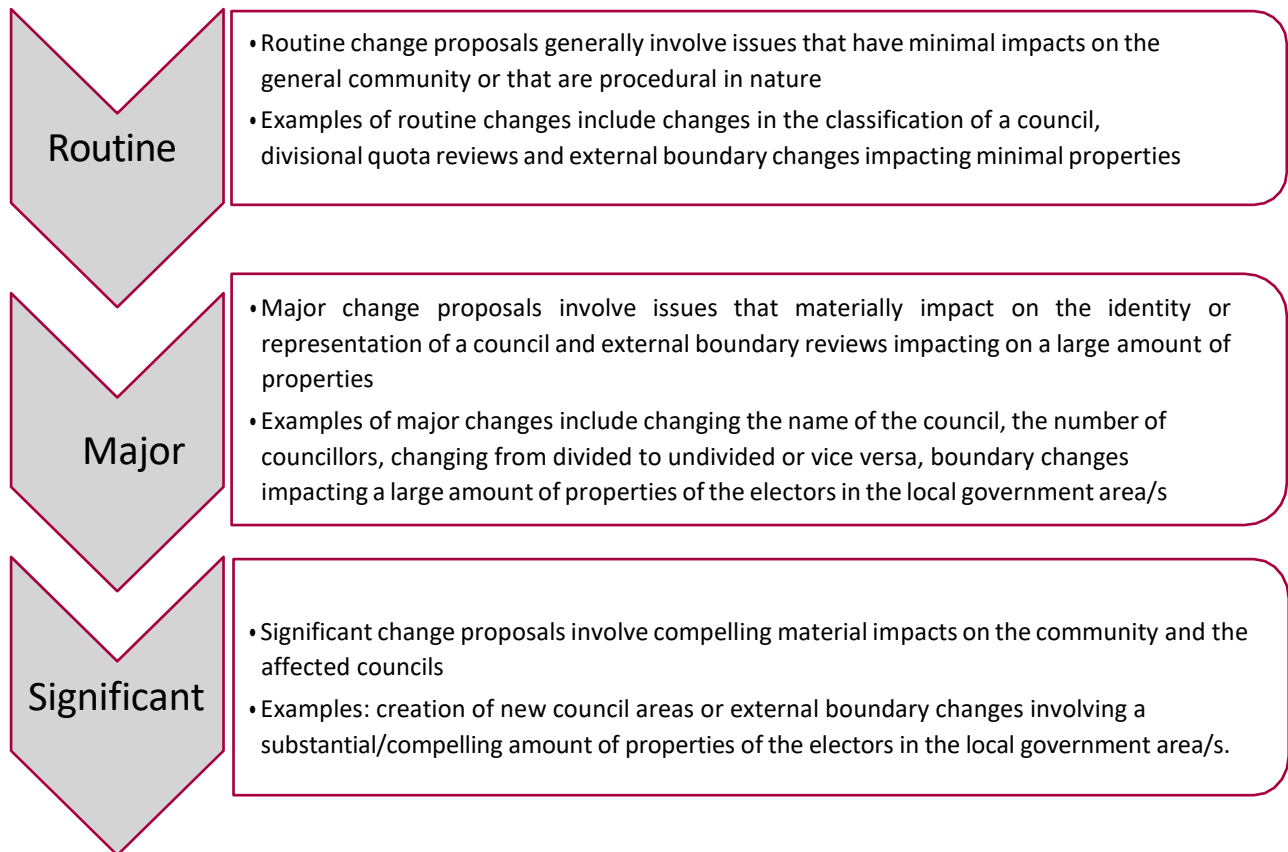 Routine
• Routine change proposals generally involve issues that have minimal impacts on the
general community or that are procedural in nature
• Examples of routine changes include changes in the classification of a council,
divisional quota reviews and external boundary changes impacting minimal properties
Major
• Major change proposals involve issues that materially impact on the identity or
representation of a council and external boundary reviews impacting on a large amount of
properties
• Examples of major changes include changing the name of the council, the number of
councillors, changing from divided to undivided or vice versa, boundary changes
impacting a large amount of properties of the electors in the local government area/s
Significant
• Significant change proposals involve compelling material impacts on the community and the
affected councils
• Examples: creation of new council areas or external boundary changes involving a
substantial/compelling amount of properties of the electors in the local government area/s.